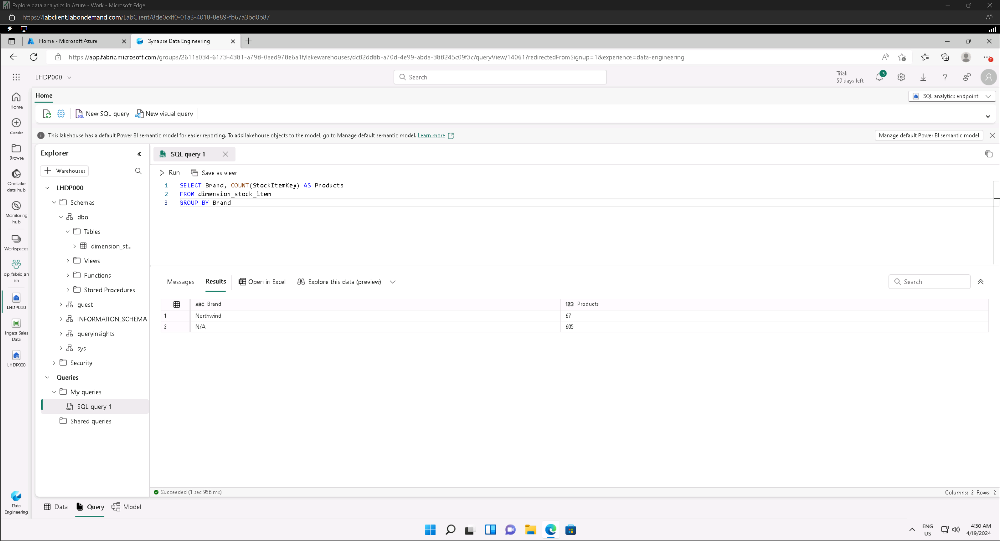 Explore data analytics in Azure - Work - Microsoft Edge
https://labclient.labondemand.com/LabClient/8de0c4f0-01a3-4018-8e89-fb67a3bd0b87
Home - Microsoft Azure
Synapse Data Engineering
https://app.fabric.microsoft.com/groups/2611a034-6173-4381-a798-0aed978e6a1f/lakewarehouses/dc82dd8b-a70d-4e99-abda-388245c09f3c/queryView/14061?redirectedFromSignup=1&experience=data-engineering
LHDP000
Search
Trial:
59 days left
3
Home
SQL analytics endpoint
New SQL query
New visual query
This lakehouse has a default Power BI semantic model for easier reporting. To add lakehouse objects to the model, go to Manage default semantic model. Learn more
Manage default Power BI semantic model
Home
Create
Browse
OneLake
data hub
Monitoring
hub
Workspaces
dp_fabric_an
ish
LHDP000
Ingest Sales
Data
LHDP000
Data
Engineering
Explorer
Warehouses
LHDP000
Schemas
dbo
Tables
dimension_st...
Views
Functions
Stored Procedures
guest
INFORMATION_SCHEMA
queryinsights
sys
Security
Queries
My queries
SQL query 1
Shared queries
SQL query 1
Run
Save as view
1 SELECT Brand, COUNT(StockItemKey) AS Products
2 FROM dimension_stock_item
3 GROUP BY Brand
Messages
Results
Open in Excel
Explore this data (preview)
Search
ABC Brand
123 Products
1 Northwind 67
2 N/A 605
Succeeded (1 sec 956 ms)
Columns: 2 Rows: 2
Data
Query
Model
ENG
US
4:30 AM
4/19/2024